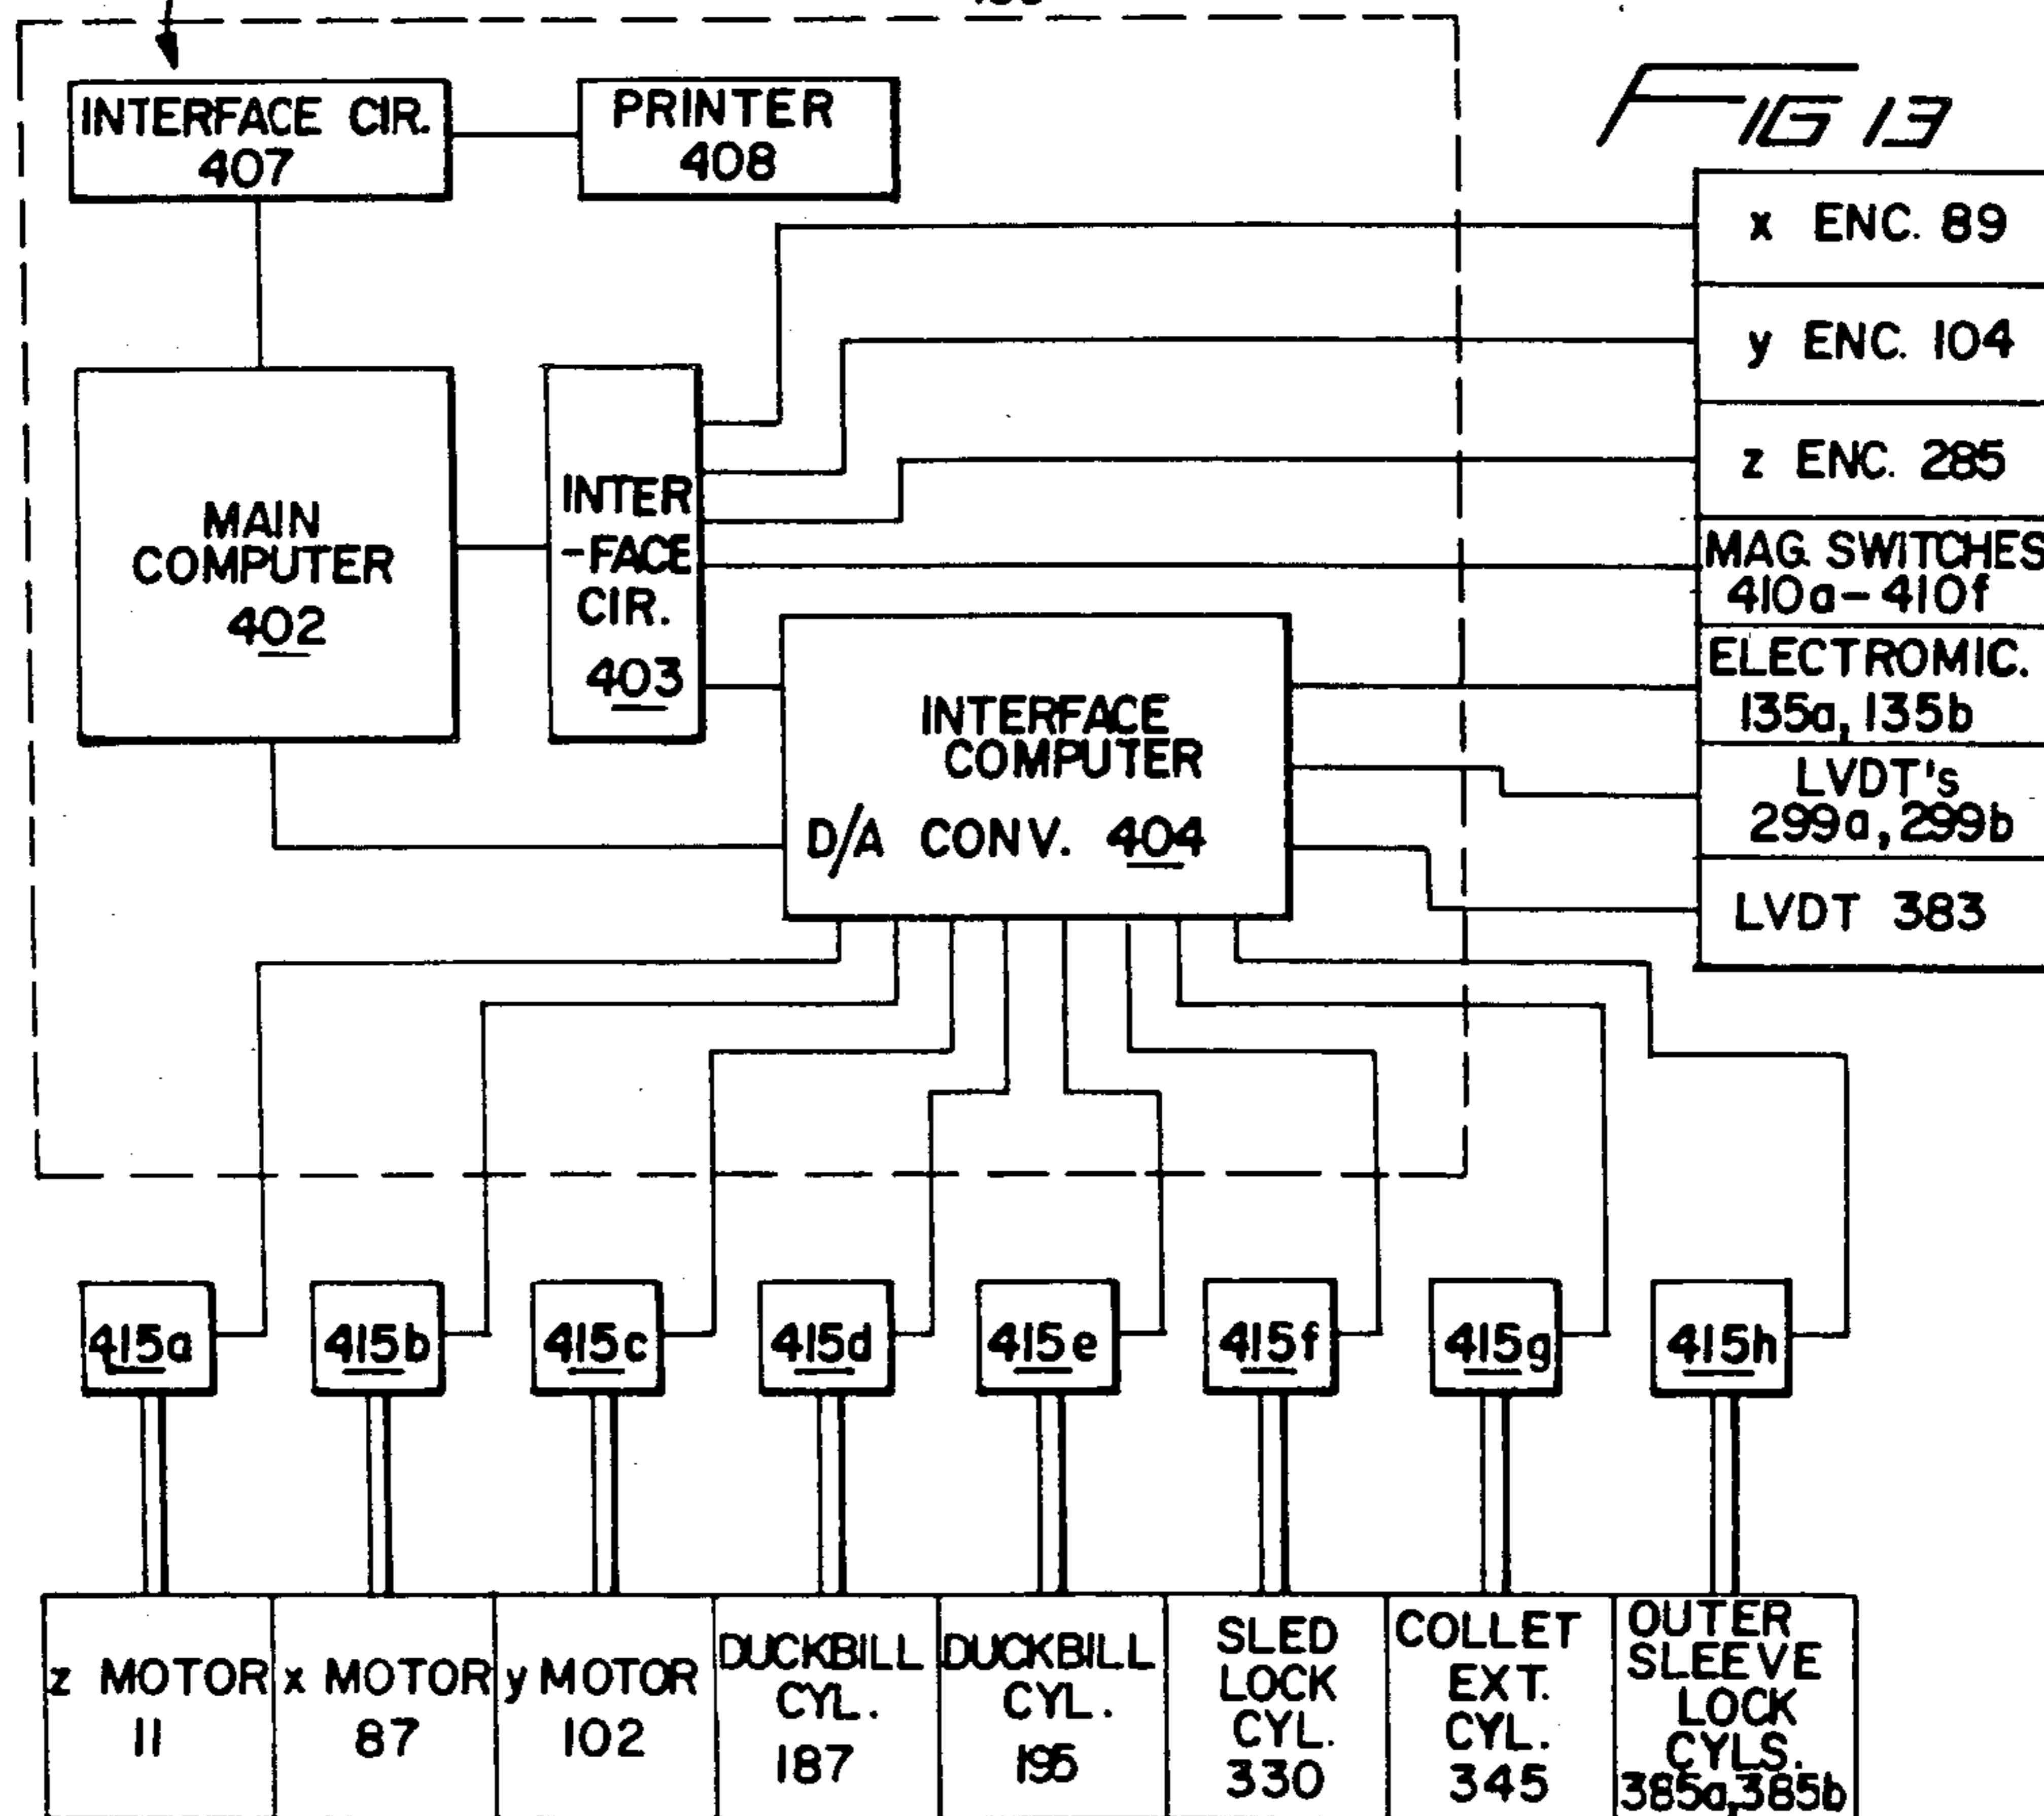 FIG 13
INTERFACE CIR.
407
PRINTER
408
x ENC. 89
y ENC. 104
z ENC. 285
MAG. SWITCHES
410a-410f
ELECTROMIC.
135a, 135b
LVDT's
299a, 299b
LVDT 383
MAIN
COMPUTER
402
INTER
-FACE
CIR.
403
INTERFACE
COMPUTER
D/A CONV. 404
415a
415b
415c
415d
415e
415f
415g
415h
z MOTOR
11
x MOTOR
87
y MOTOR
102
DUCKBILL
CYL.
187
DUCKBILL
CYL.
195
SLED
LOCK
CYL.
330
COLLET
EXT.
CYL.
345
OUTER
SLEEVE
LOCK
CYLS.
385a,385b